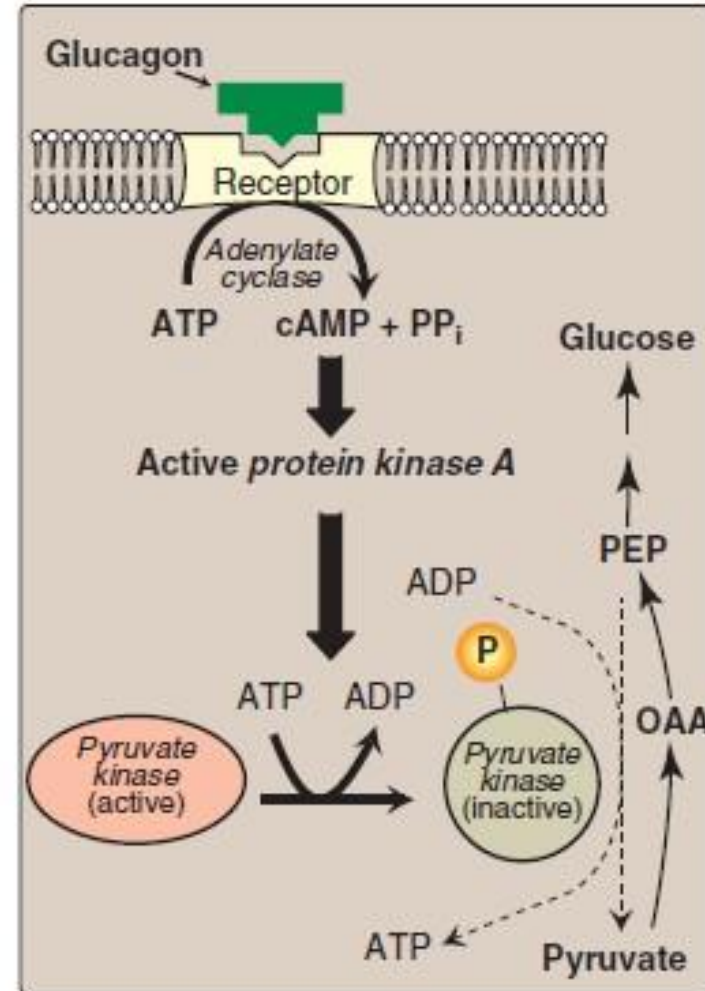 Glucagon
Receptor
Adenylate
cyclase
ATP cAMP + PPi
Glucose
Active protein kinase A
PEP
ADP
P
ATP ADP
OAA
Pyruvate
kinase
(active)
Pyruvate
kinase
(inactive)
ATP
Pyruvate